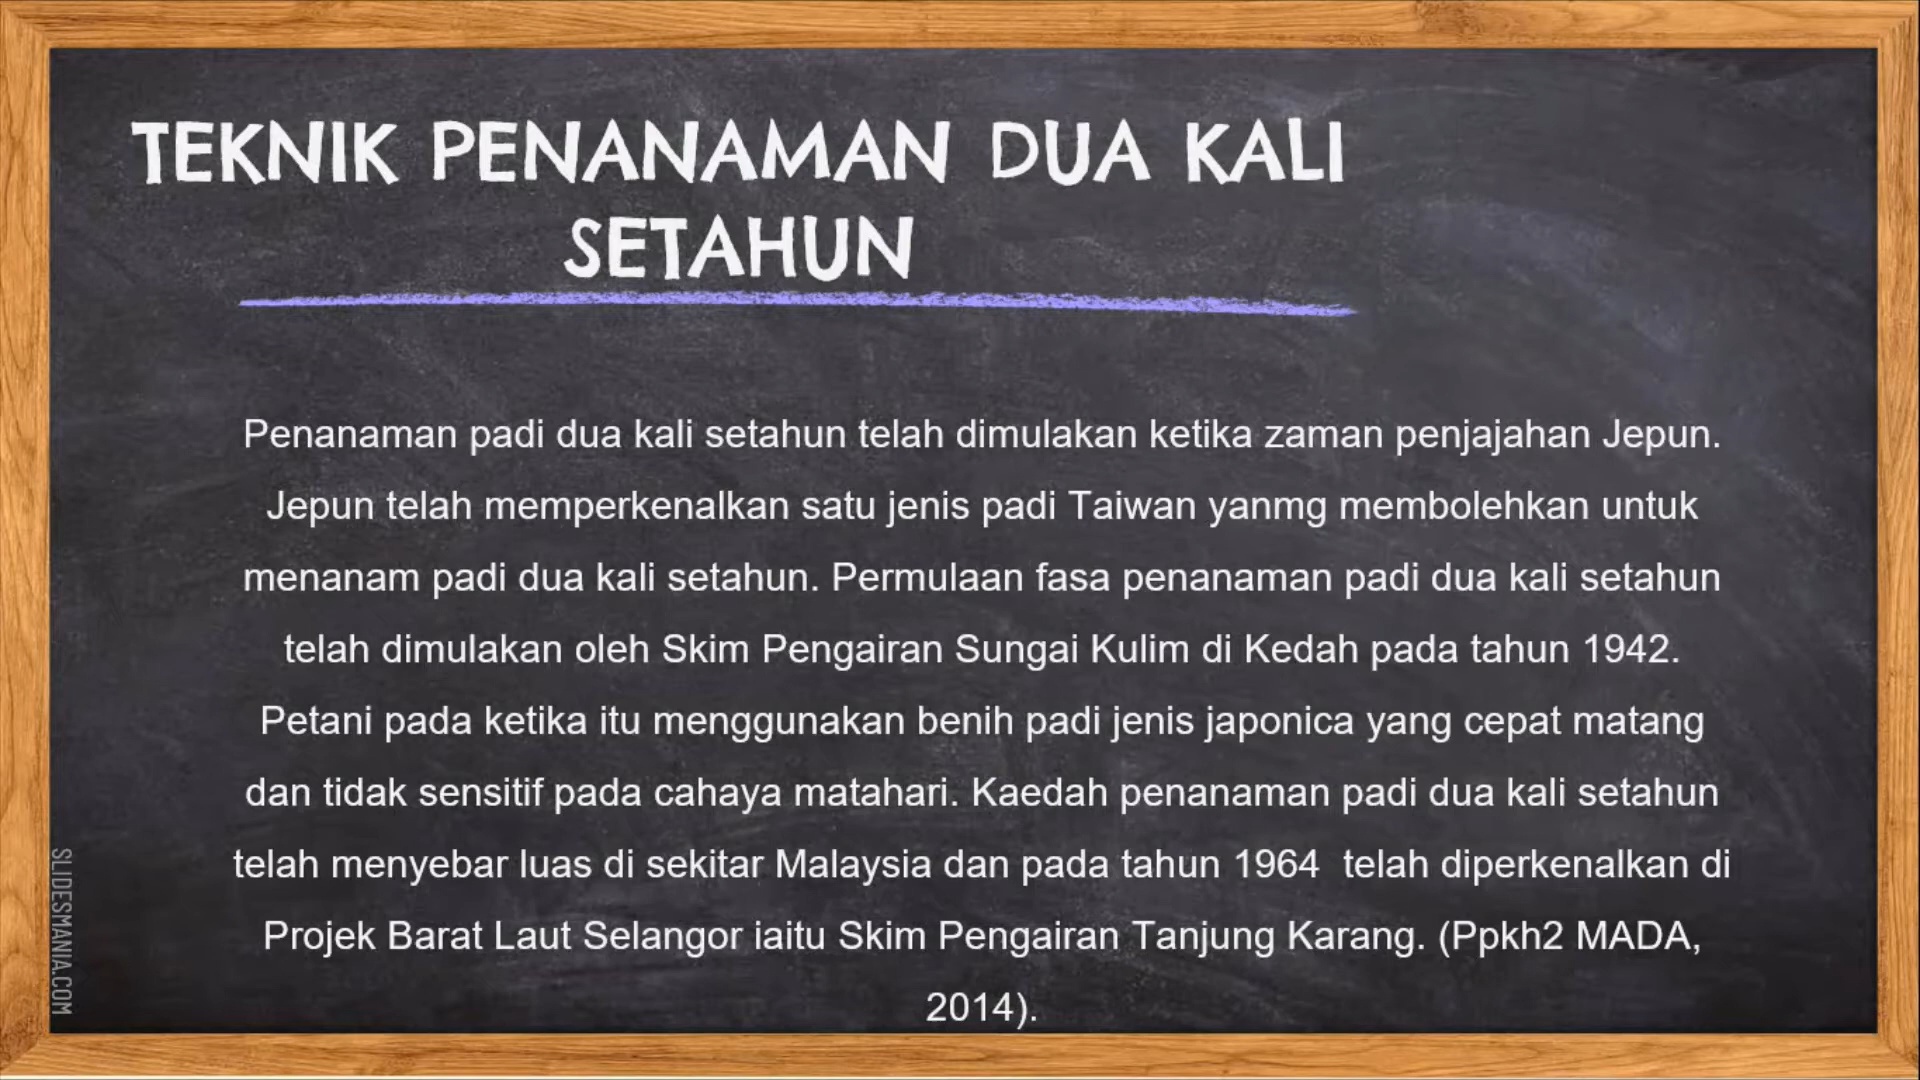 TEKNIK PENANAMAN DUA KALI
SETAHUN
Penanaman padi dua kali setahun telah dimulakan ketika zaman penjajahan Jepun.
Jepun telah memperkenalkan satu jenis padi Taiwan yanmg membolehkan untuk
menanam padi dua kali setahun. Permulaan fasa penanaman padi dua kali setahun
telah dimulakan oleh Skim Pengairan Sungai Kulim di Kedah pada tahun 1942.
Petani pada ketika itu menggunakan benih padi jenis japonica yang cepat matang
dan tidak sensitif pada cahaya matahari. Kaedah penanaman padi dua kali setahun
telah menyebar luas di sekitar Malaysia dan pada tahun 1964  telah diperkenalkan di
Projek Barat Laut Selangor iaitu Skim Pengairan Tanjung Karang. (Ppkh2 MADA,
2014).
SLIDESMANIA.COM